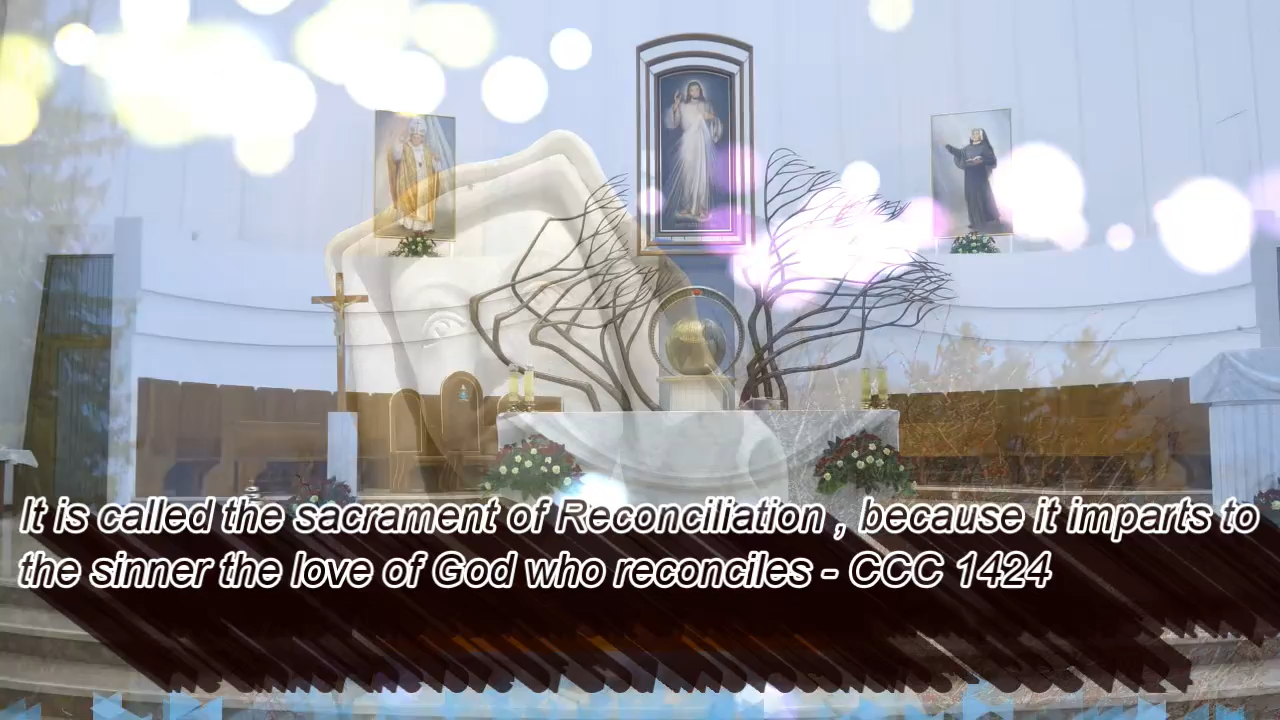 It is called the sacrament of Reconciliation , because it imparts to
the sinner the love of God who reconciles - CCC 1424